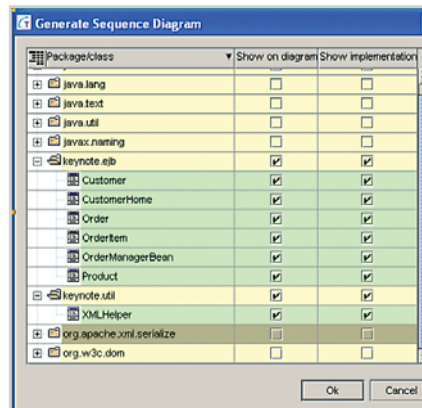 Generate Sequence Diagram
Package/class Show on diagram Show implementation
java.lang
java.text
java.util
javax.naming
keynote.ejb
Customer
CustomerHome
Order
OrderItem
OrderManagerBean
Product
keynote.util
XMLHelper
org.apache.xml.serialize
org.w3c.dom
Ok Cancel